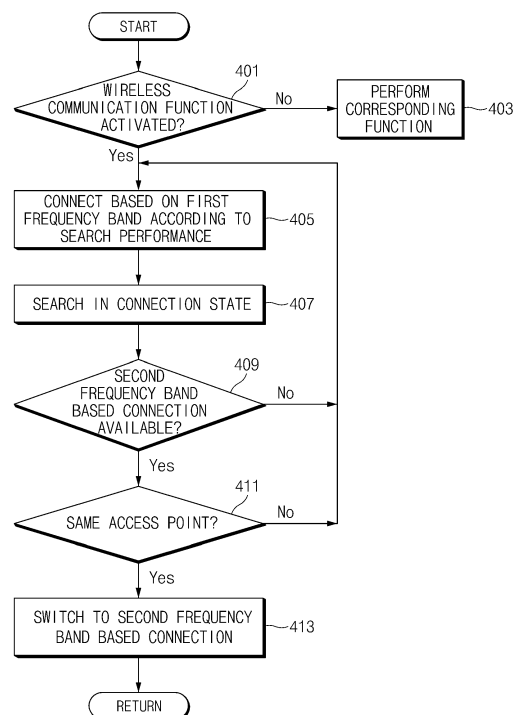 START
WIRELESS
COMMUNICATION FUNCTION
ACTIVATED?
401
No
PERFORM
CORRESPONDING
FUNCTION
403
Yes
CONNECT BASED ON FIRST
FREQUENCY BAND ACCORDING TO
SEARCH PERFORMANCE
405
SEARCH IN CONNECTION STATE
407
SECOND
FREQUENCY BAND
BASED CONNECTION
AVAILABLE?
409
No
Yes
SAME ACCESS POINT?
411
No
Yes
SWITCH TO SECOND FREQUENCY
BAND BASED CONNECTION
413
RETURN